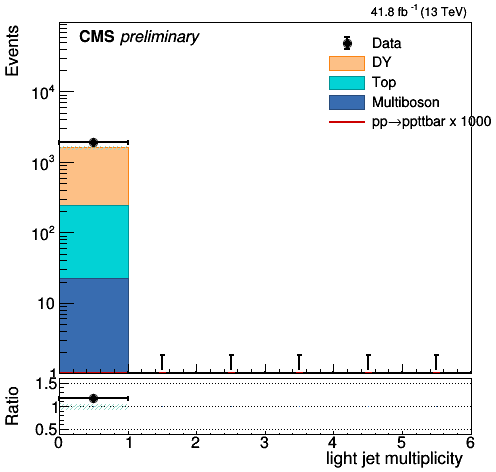 41.8 fb⁻¹ (13 TeV)
CMS preliminary
Events
Data
DY
Top
Multiboson
pp→ppttbar x 1000
10⁴
10³
10²
10
1
Ratio
1.5
1
0.5
0 1 2 3 4 5 6
light jet multiplicity